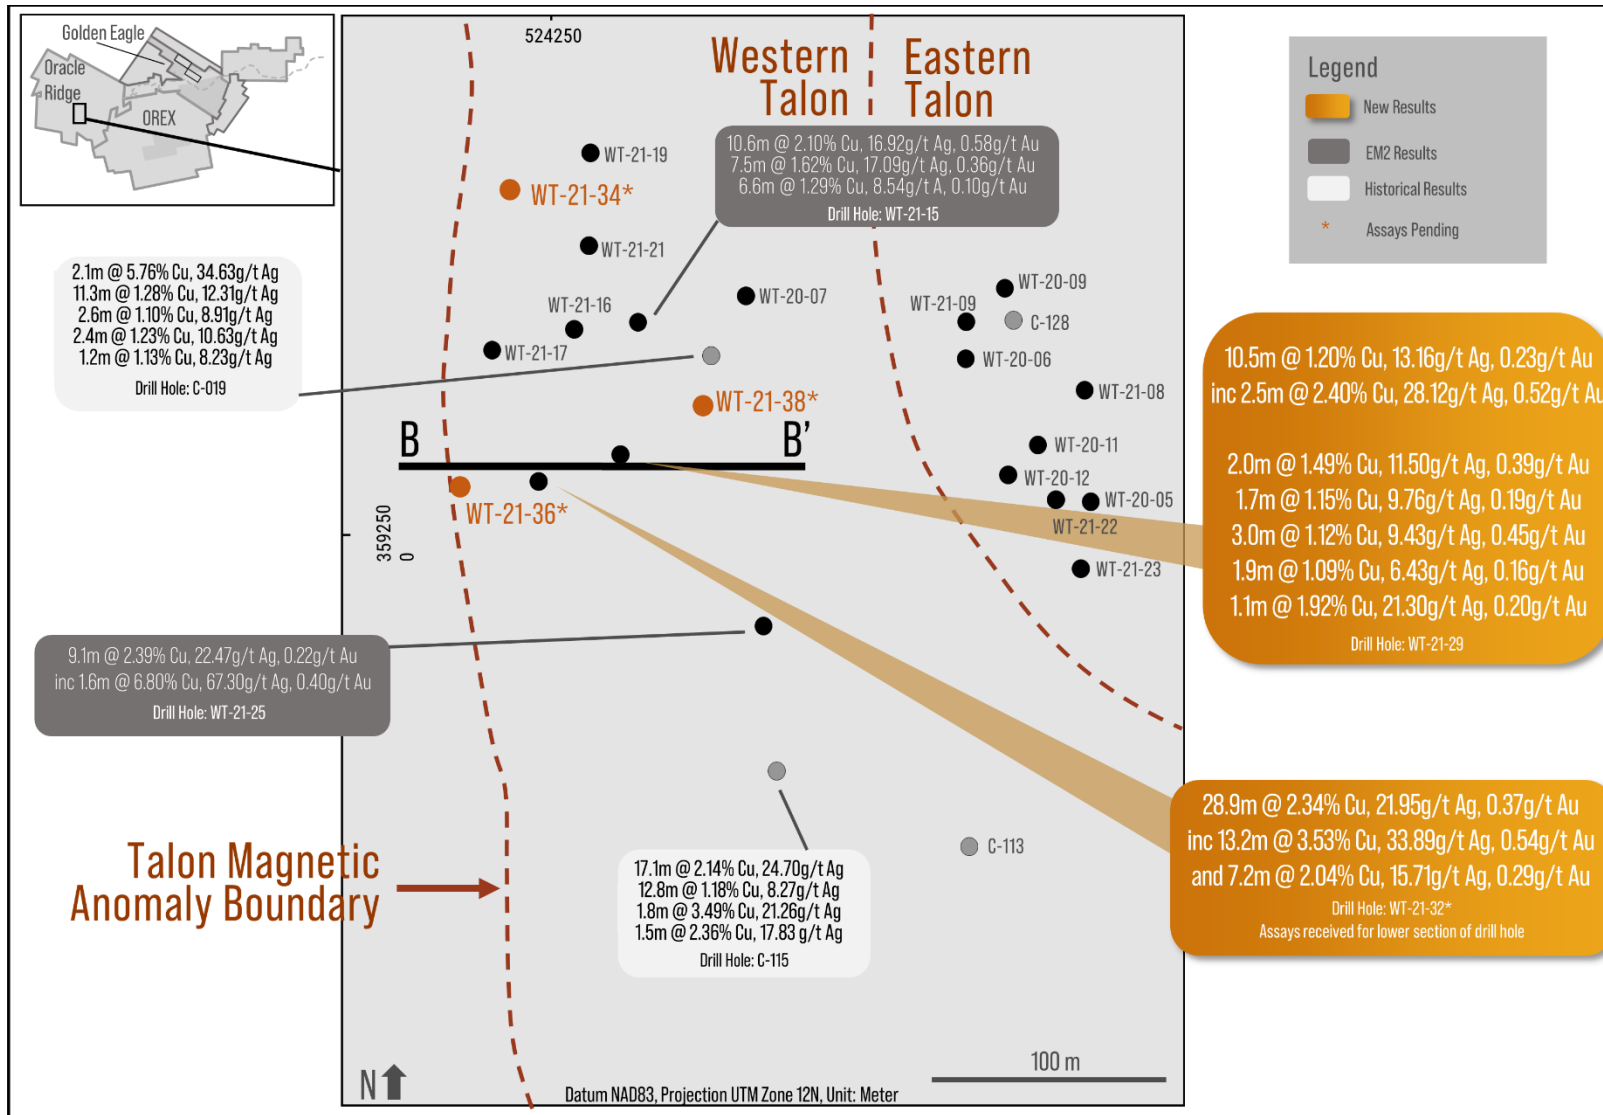 Golden Eagle
Oracle
Ridge
OREX
524250
Western
Talon
Eastern
Talon
Legend
New Results
EM2 Results
Historical Results
* Assays Pending
WT-21-19
WT-21-34*
WT-21-21
10.6m @ 2.10% Cu, 16.92g/t Ag, 0.58g/t Au
7.5m @ 1.62% Cu, 17.09g/t Ag, 0.36g/t Au
6.6m @ 1.29% Cu, 8.54g/t A, 0.10g/t Au
Drill Hole: WT-21-15
2.1m @ 5.76% Cu, 34.63g/t Ag
11.3m @ 1.28% Cu, 12.31g/t Ag
2.6m @ 1.10% Cu, 8.91g/t Ag
2.4m @ 1.23% Cu, 10.63g/t Ag
1.2m @ 1.13% Cu, 8.23g/t Ag
Drill Hole: C-019
WT-21-16
WT-21-17
WT-20-07
WT-20-09
WT-21-09
C-128
WT-20-06
WT-21-38*
WT-21-08
B
B’
WT-20-11
WT-20-12
WT-20-05
WT-21-36*
WT-21-22
WT-21-23
359250
0
10.5m @ 1.20% Cu, 13.16g/t Ag, 0.23g/t Au
inc 2.5m @ 2.40% Cu, 28.12g/t Ag, 0.52g/t Au
2.0m @ 1.49% Cu, 11.50g/t Ag, 0.39g/t Au
1.7m @ 1.15% Cu, 9.76g/t Ag, 0.19g/t Au
3.0m @ 1.12% Cu, 9.43g/t Ag, 0.45g/t Au
1.9m @ 1.09% Cu, 6.43g/t Ag, 0.16g/t Au
1.1m @ 1.92% Cu, 21.30g/t Ag, 0.20g/t Au
Drill Hole: WT-21-29
9.1m @ 2.39% Cu, 22.47g/t Ag, 0.22g/t Au
inc 1.6m @ 6.80% Cu, 67.30g/t Ag, 0.40g/t Au
Drill Hole: WT-21-25
28.9m @ 2.34% Cu, 21.95g/t Ag, 0.37g/t Au
inc 13.2m @ 3.53% Cu, 33.89g/t Ag, 0.54g/t Au
and 7.2m @ 2.04% Cu, 15.71g/t Ag, 0.29g/t Au
Drill Hole: WT-21-32*
Assays received for lower section of drill hole
Talon Magnetic
Anomaly Boundary
17.1m @ 2.14% Cu, 24.70g/t Ag
12.8m @ 1.18% Cu, 8.27g/t Ag
1.8m @ 3.49% Cu, 21.26g/t Ag
1.5m @ 2.36% Cu, 17.83 g/t Ag
Drill Hole: C-115
C-113
N
Datum NAD83, Projection UTM Zone 12N, Unit: Meter
100 m